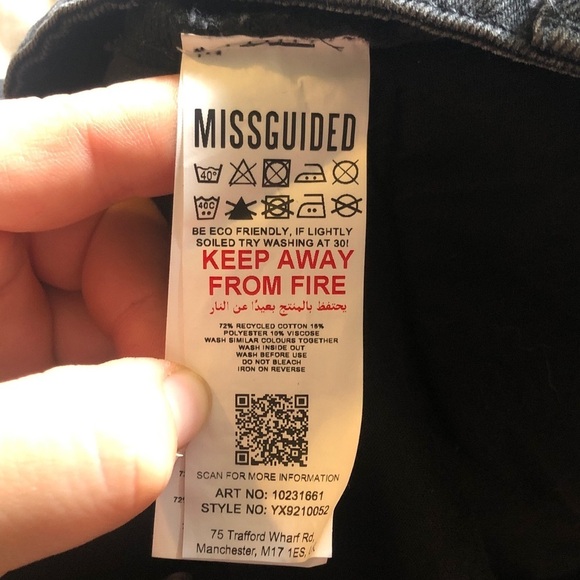 MISSGUIDED
40°
40C
BE ECO FRIENDLY, IF LIGHTLY
SOILED TRY WASHING AT 30!
KEEP AWAY
FROM FIRE
يحتفظ بالمنتج بعيدًا عن النار
72% RECYCLED COTTON 18%
POLYESTER 10% VISCOSE
WASH SIMILAR COLOURS TOGETHER
WASH INSIDE OUT
WASH BEFORE USE
DO NOT BLEACH
IRON ON REVERSE
SCAN FOR MORE INFORMATION
ART NO: 10231661
STYLE NO: YX9210052
75 Trafford Wharf Rd,
Manchester, M17 1ES,